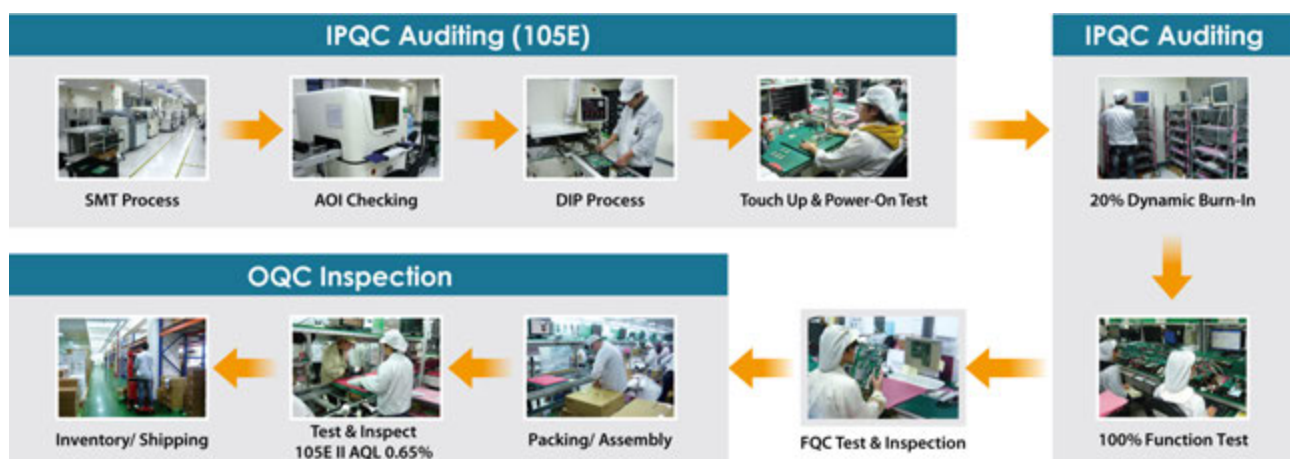 IPQC Auditing (105E)
IPQC Auditing
SMT Process
AOI Checking
DIP Process
Touch Up & Power-On Test
20% Dynamic Burn-In
OQC Inspection
Inventory/ Shipping
Test & Inspect
105E II AQL 0.65%
Packing/ Assembly
FQC Test & Inspection
100% Function Test